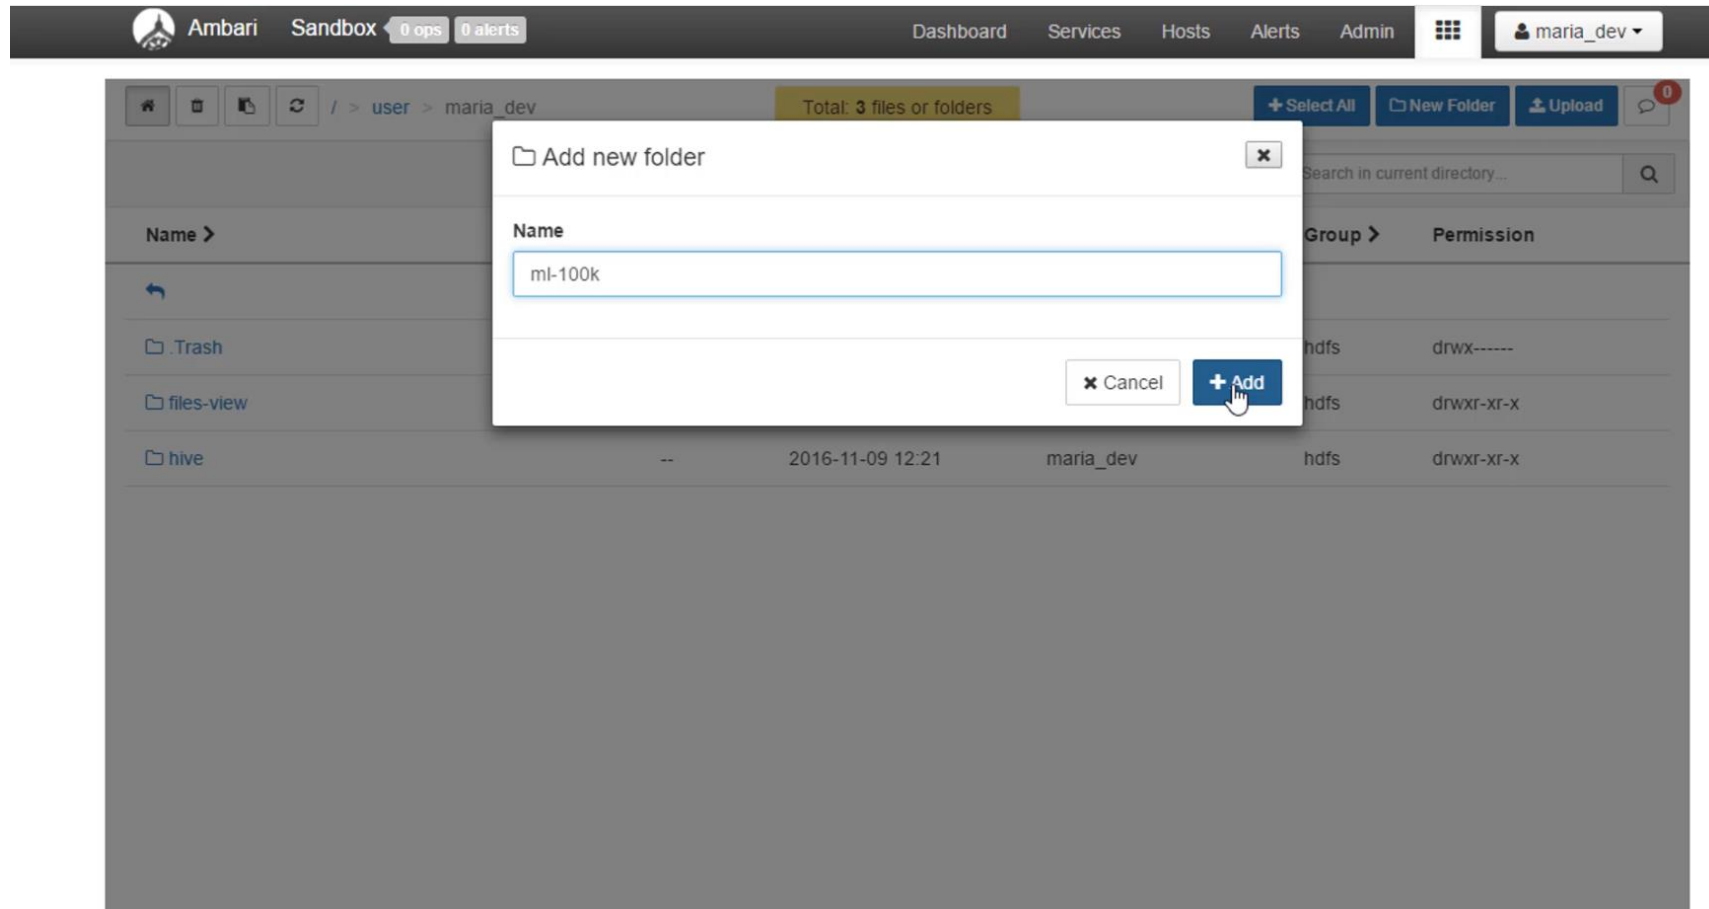 Ambari Sandbox 0 ops 0 alerts Dashboard Services Hosts Alerts Admin maria_dev
/ > user > maria_dev Total: 3 files or folders Select All New Folder Upload 0
Add new folder
Search in current directory...
Name Group Permission
Name
ml-100k
.Trash hdfs drwx------
Cancel Add
files-view hdfs drwxr-xr-x
hive -- 2016-11-09 12:21 maria_dev hdfs drwxr-xr-x